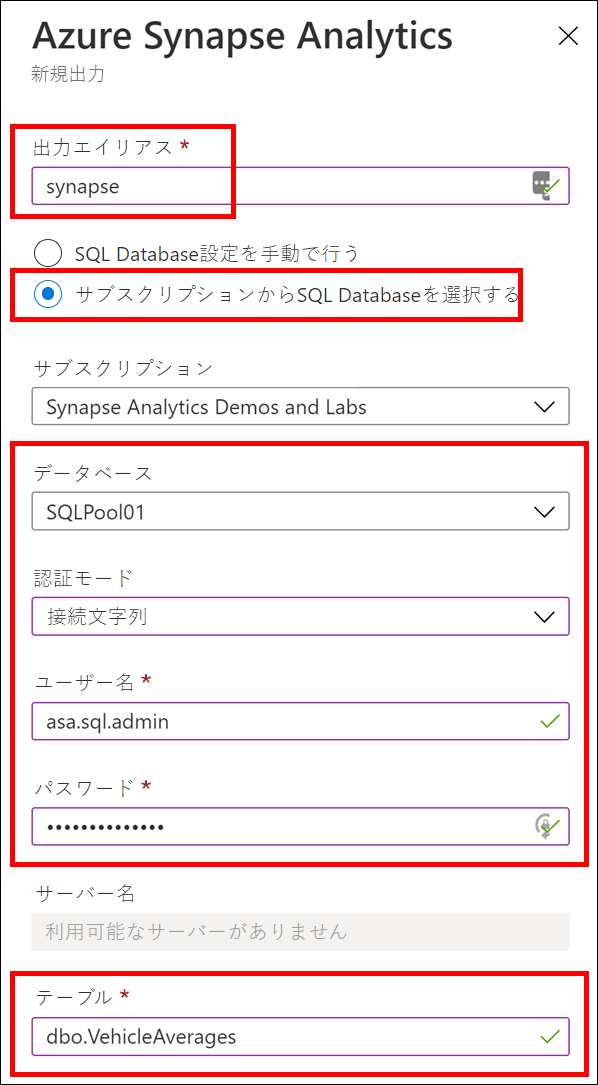 Azure Synapse Analytics
新規出力
出力エイリアス *
synapse
SQL Database設定を手動で行う
サブスクリプションからSQL Databaseを選択する
サブスクリプション
Synapse Analytics Demos and Labs
データベース
SQLPool01
認証モード
接続文字列
ユーザー名 *
asa.sql.admin
パスワード *
••••••••••••••
サーバー名
利用可能なサーバーがありません
テーブル *
dbo.VehicleAverages